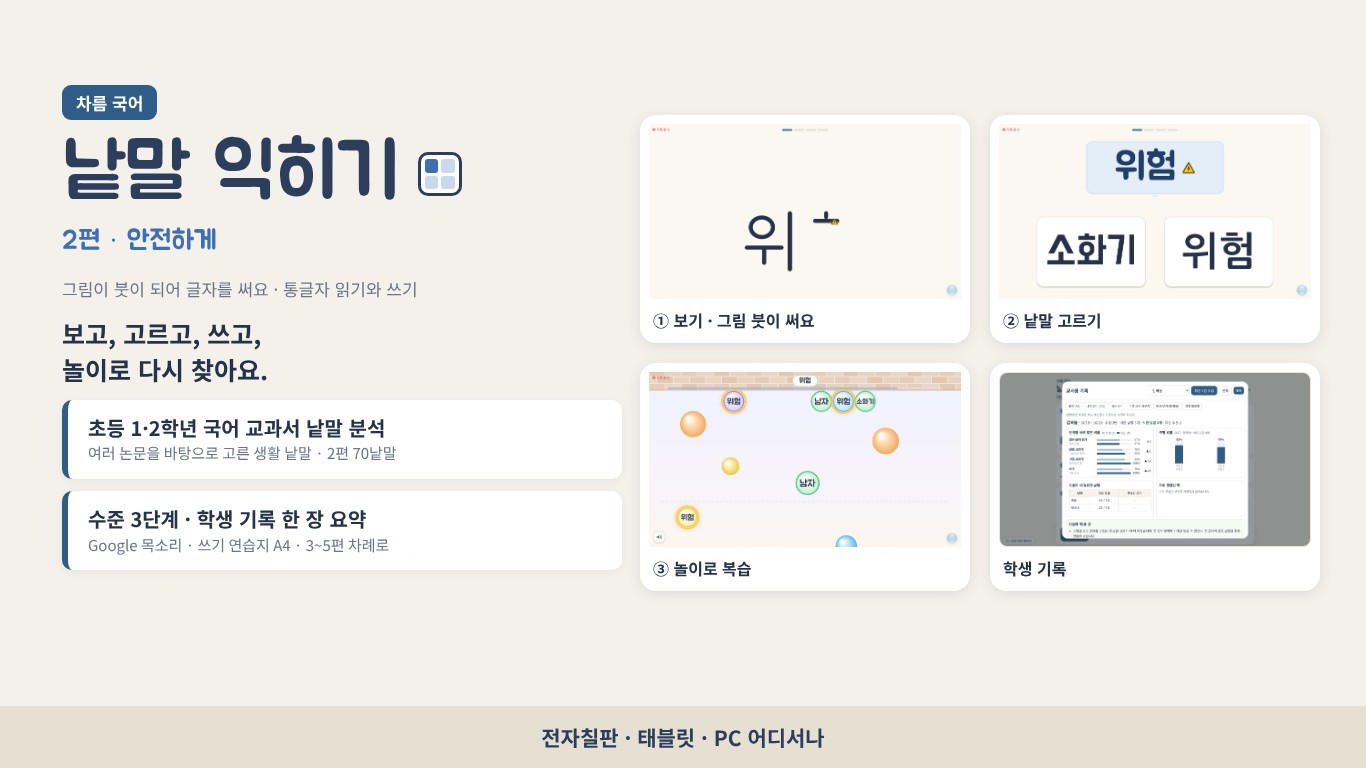 차름 국어
낱말 익히기
2편 · 안전하게
그림이 붓이 되어 글자를 써요 · 통글자 읽기와 쓰기
보고, 고르고, 쓰고,
놀이로 다시 찾아요.
초등 1·2학년 국어 교과서 낱말 분석
여러 논문을 바탕으로 고른 생활 낱말 · 2편 70낱말
수준 3단계 · 학생 기록 한 장 요약
Google 목소리 · 쓰기 연습지 A4 · 3~5편 차례로
위
① 보기 · 그림 붓이 써요
위험
소화기
위험
② 낱말 고르기
위험
위험
남자
위험
소화기
남자
위험
③ 놀이로 복습
교사용 기록
학생 기록
전자칠판 · 태블릿 · PC 어디서나